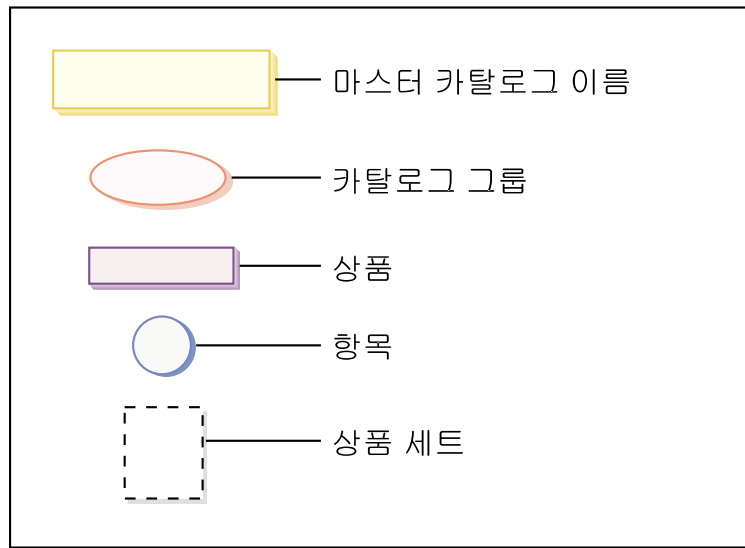 마스터 카탈로그 이름
카탈로그 그룹
상품
항목
상품 세트